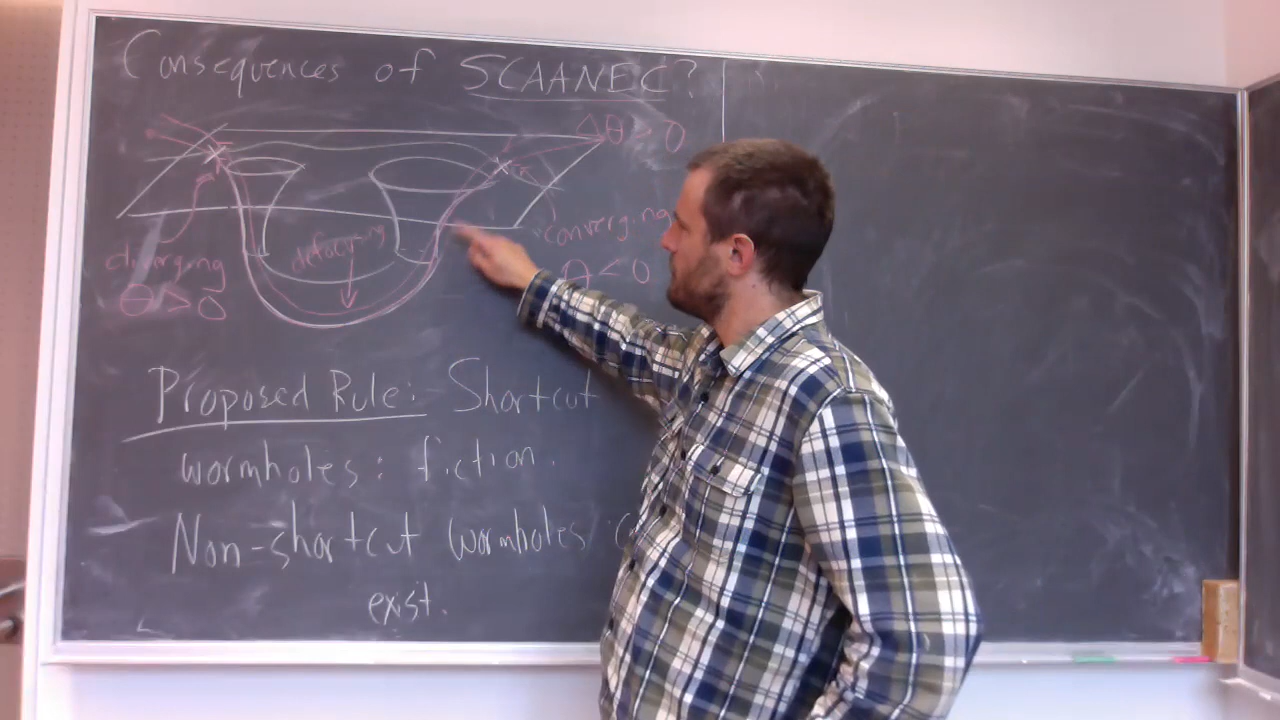 Consequences of SCAANEC?
Δθ > 0
converging
θ < 0
defocusing
diverging
θ > 0
Proposed Rule: Shortcut
wormholes: fiction.
Non-shortcut wormholes
exist.